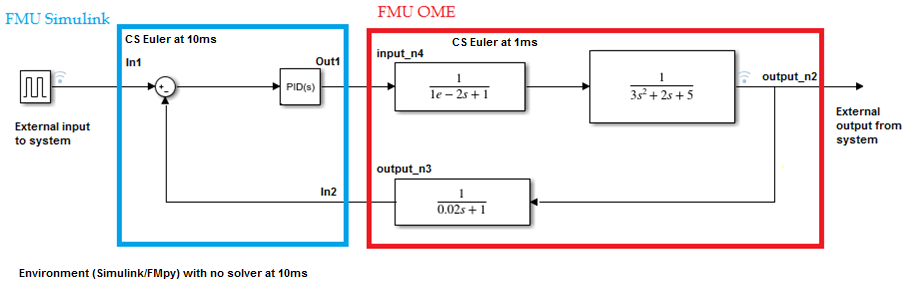 FMU Simulink
FMU OME
CS Euler at 10ms
CS Euler at 1ms
In1
Out1
input_n4
output_n2
+
-
PID(s)
1
1e − 2s + 1
1
3s² + 2s + 5
External input
to system
External
output from
system
output_n3
In2
1
0.02s + 1
Environment (Simulink/FMpy) with no solver at 10ms